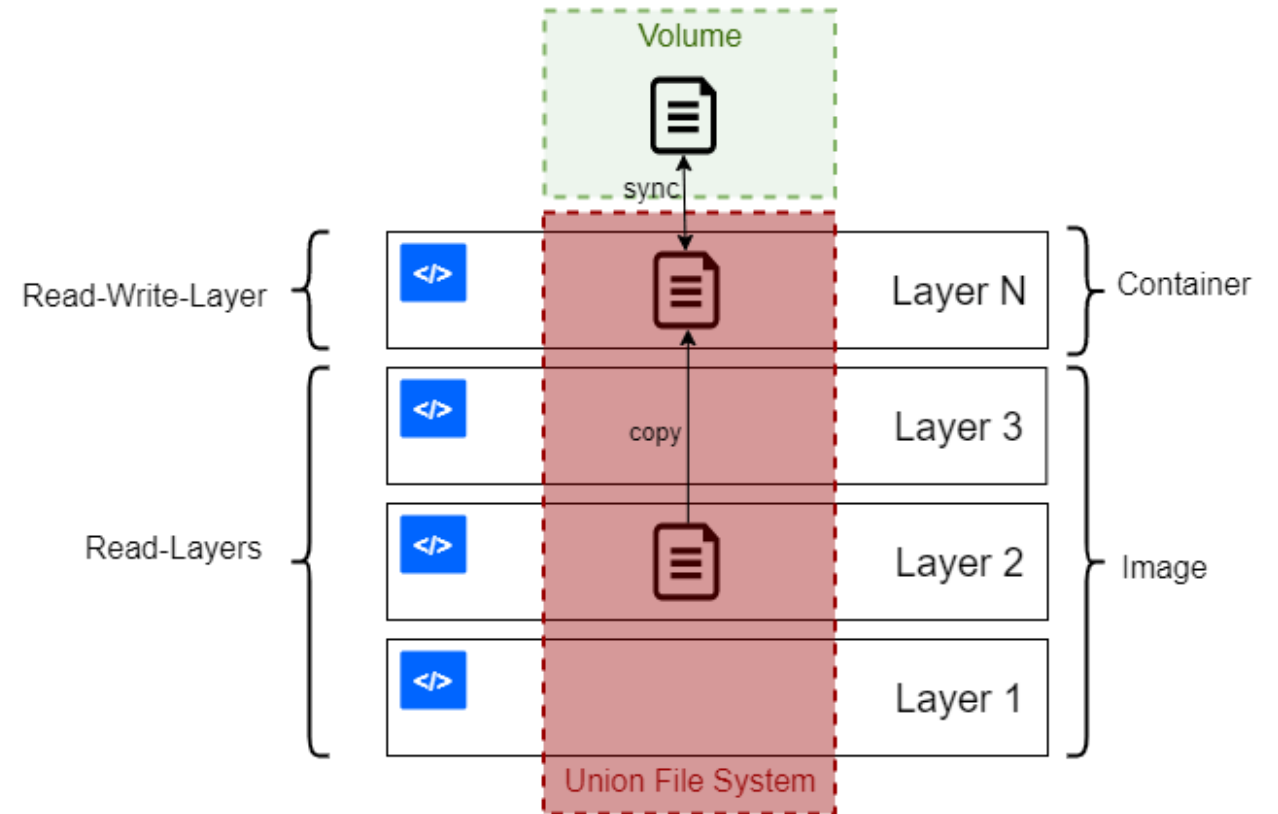 Volume
sync
Read-Write-Layer
</>
Layer N
Container
</>
Layer 3
copy
Read-Layers
</>
Layer 2
Image
</>
Layer 1
Union File System